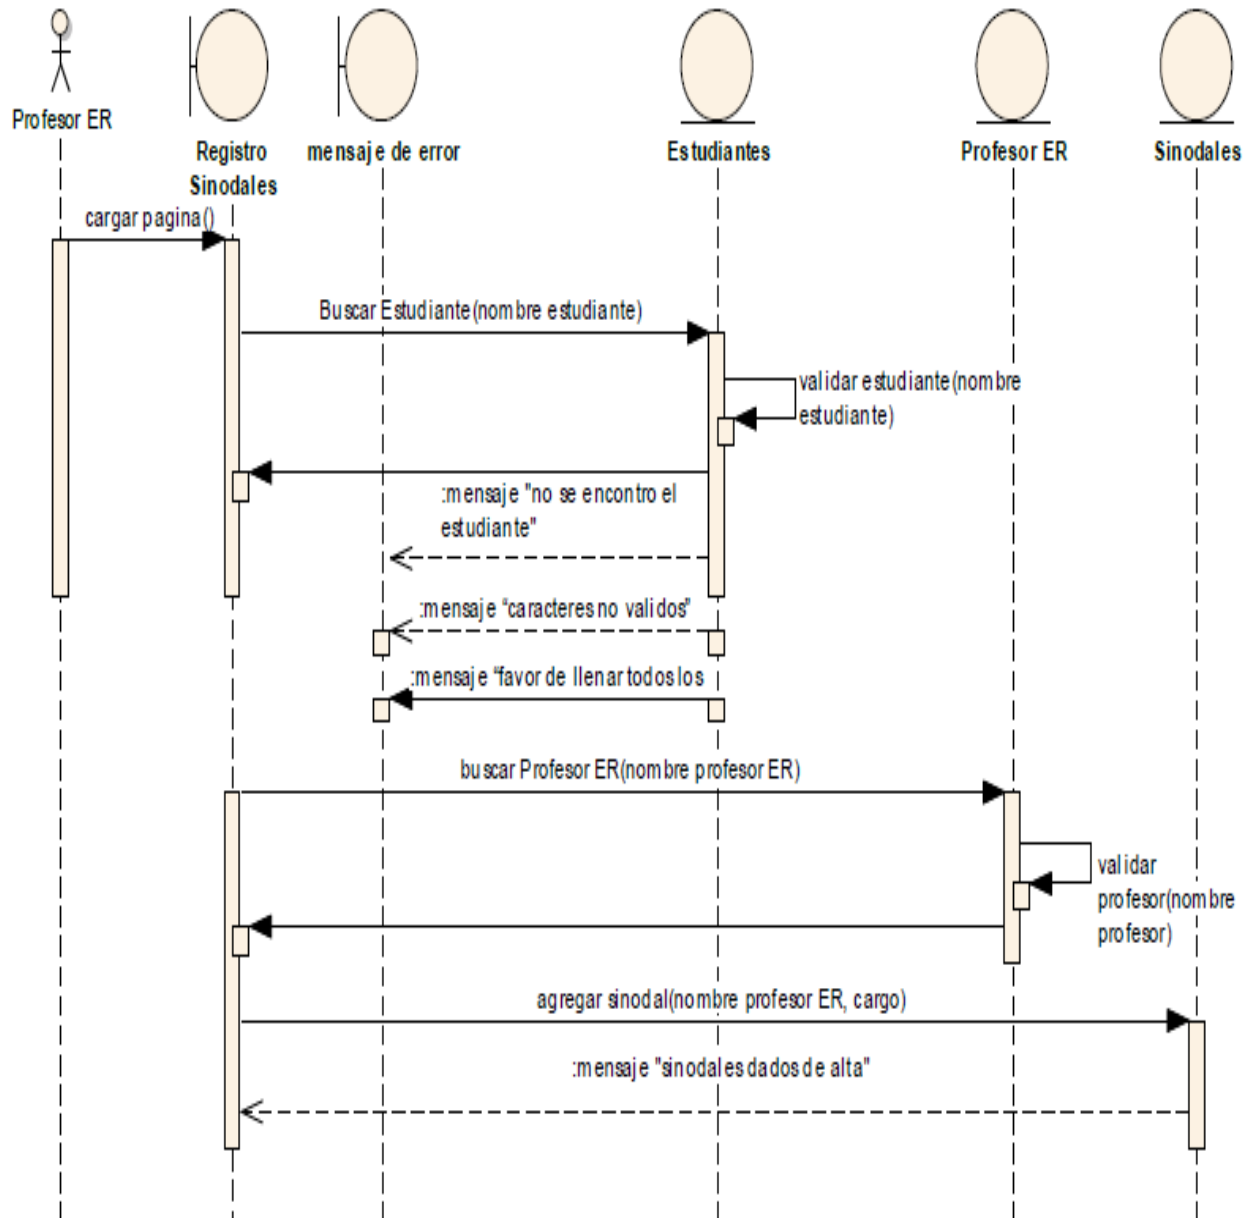 Profesor ER
Registro
Sinodales
mensaje de error
Estudiantes
Profesor ER
Sinodales
cargar pagina()
Buscar Estudiante(nombre estudiante)
validar estudiante(nombre
estudiante)
:mensaje "no se encontro el
estudiante"
:mensaje “caracteres no validos”
:mensaje “favor de llenar todos los
buscar Profesor ER(nombre profesor ER)
validar
profesor(nombre
profesor)
agregar sinodal(nombre profesor ER, cargo)
:mensaje "sinodales dados de alta"